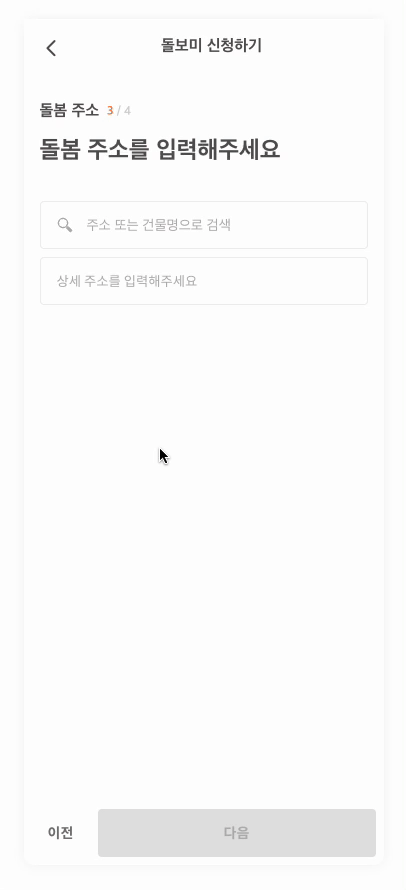 돌보미 신청하기
돌봄 주소 3 / 4
돌봄 주소를 입력해주세요
주소 또는 건물명으로 검색
상세 주소를 입력해주세요
이전 다음